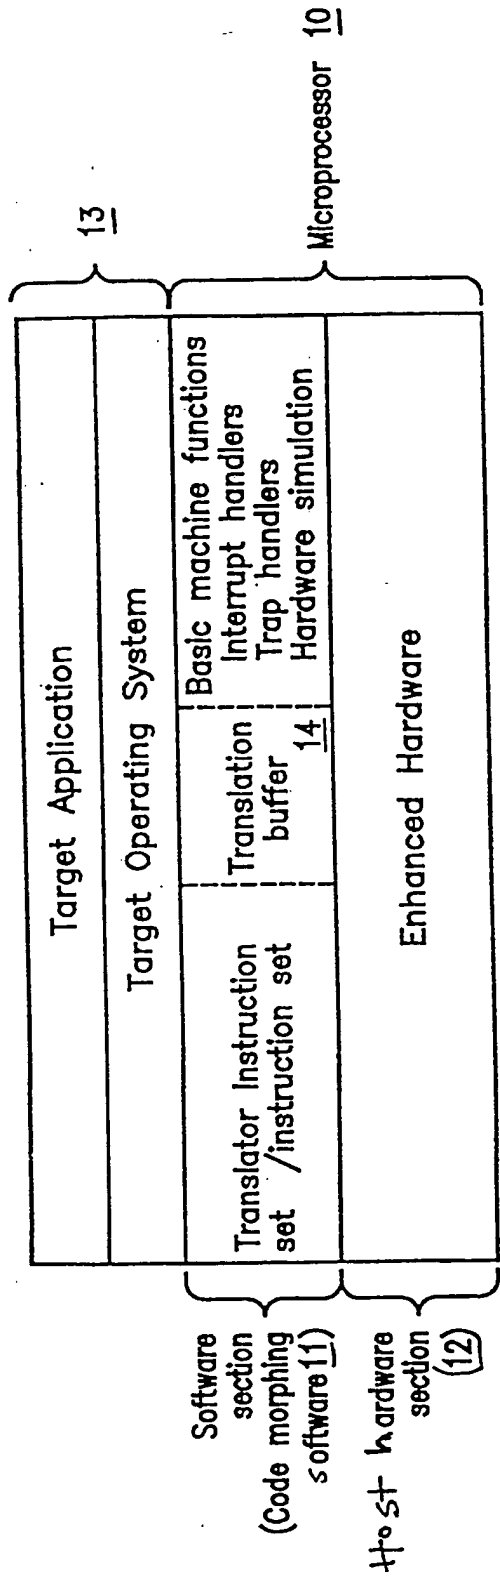 Target Application
Target Operating System
13
Translator Instruction
set /instruction set
Translation
buffer
14
Basic machine functions
Interrupt handlers
Trap handlers
Hardware simulation
Enhanced Hardware
Microprocessor 10
Software
section
(Code morphing
software 11)
Host hardware
section
(12)